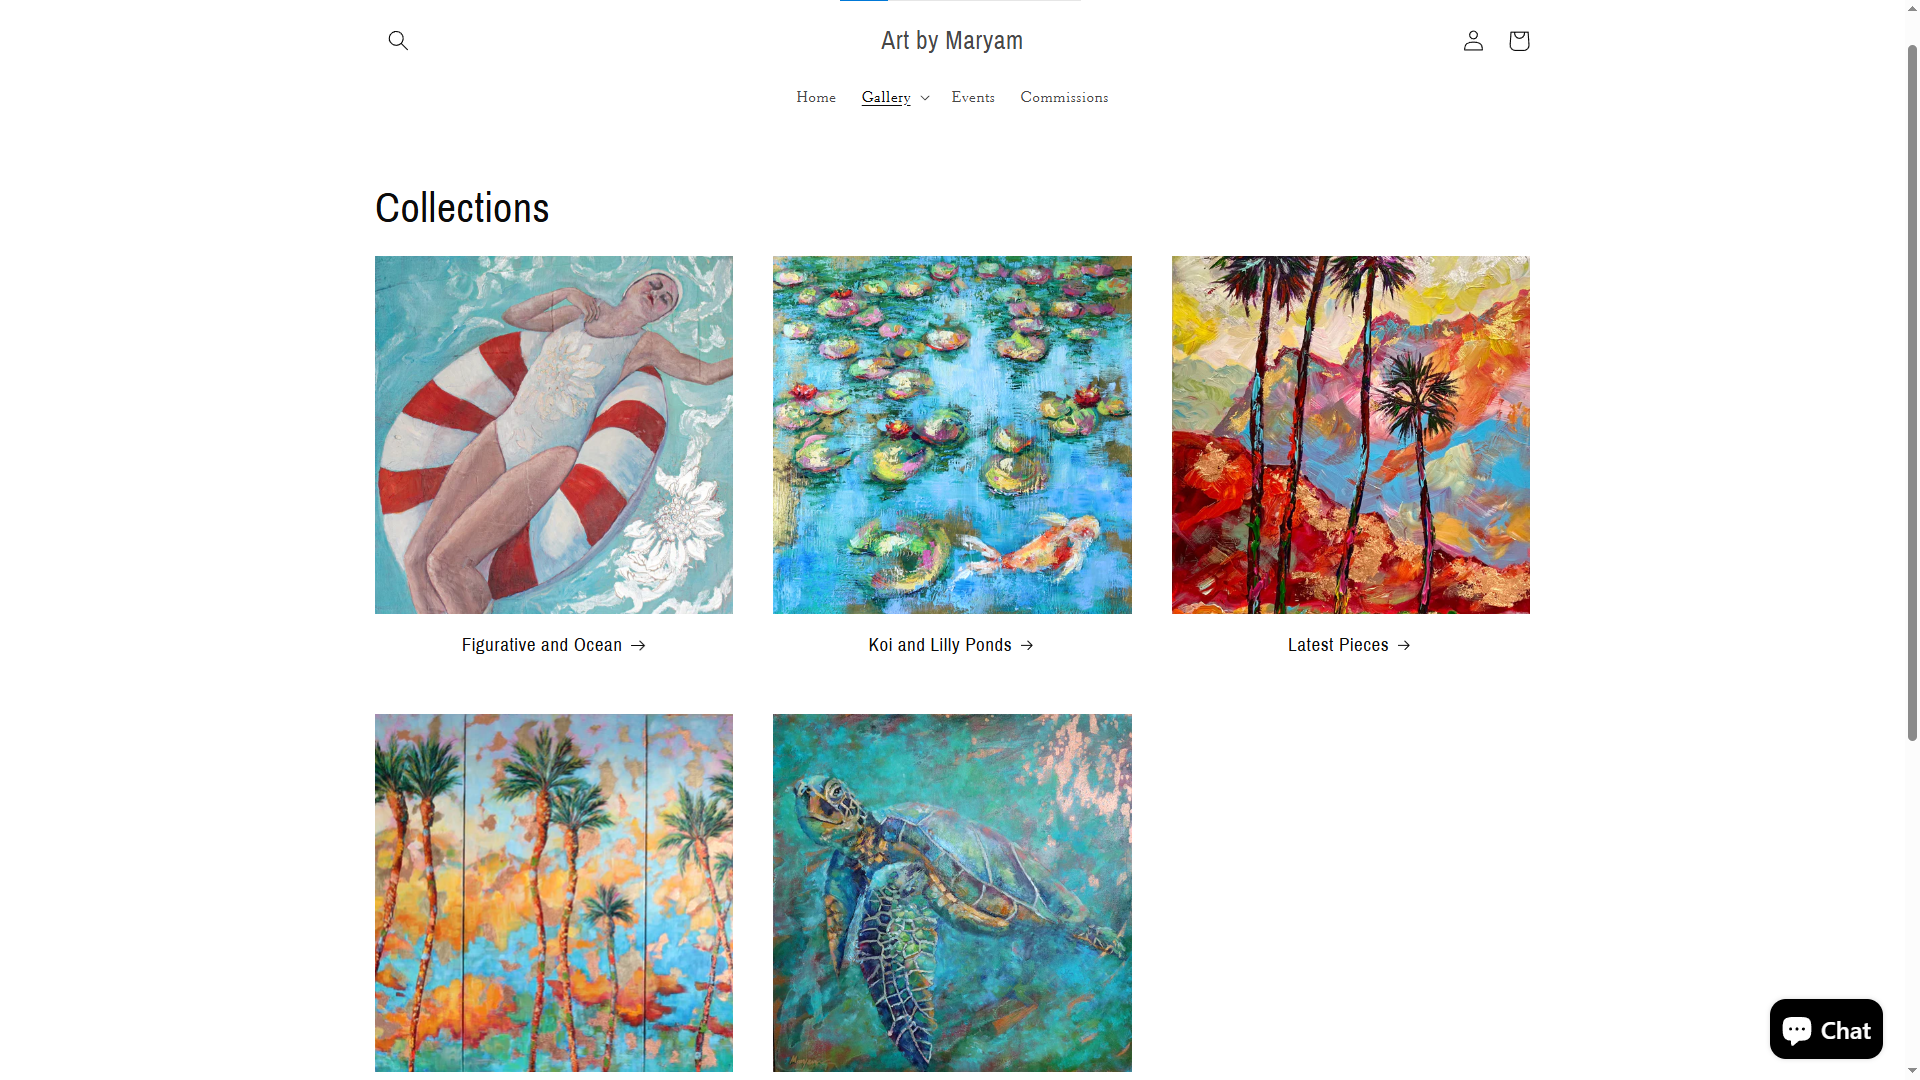 Art by Maryam
Home
Gallery
Events
Commissions
Collections
Figurative and Ocean
Koi and Lilly Ponds
Latest Pieces
Chat